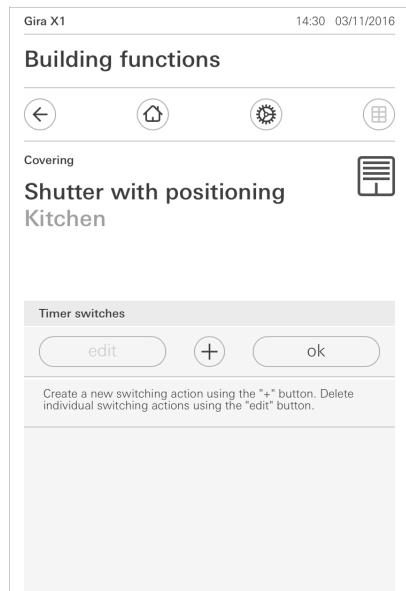 Gira X1 14:30 03/11/2016
Building functions
Covering
Shutter with positioning
Kitchen
Timer switches
edit + ok
Create a new switching action using the "+" button. Delete
individual switching actions using the "edit" button.